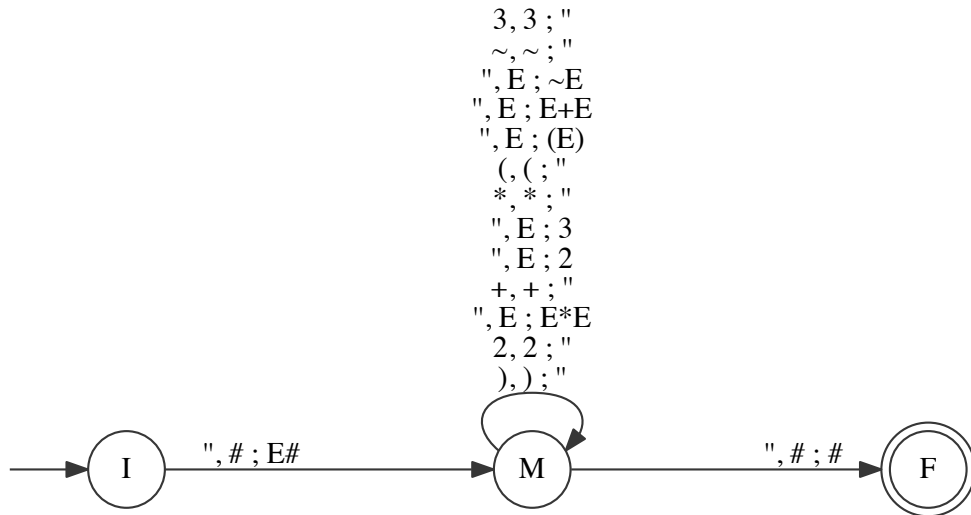 3, 3 ; "
~, ~ ; "
", E ; ~E
", E ; E+E
", E ; (E)
(, ( ; "
*, * ; "
", E ; 3
", E ; 2
+, + ; "
", E ; E*E
2, 2 ; "
), ) ; "
I
", # ; E#
M
", # ; #
F